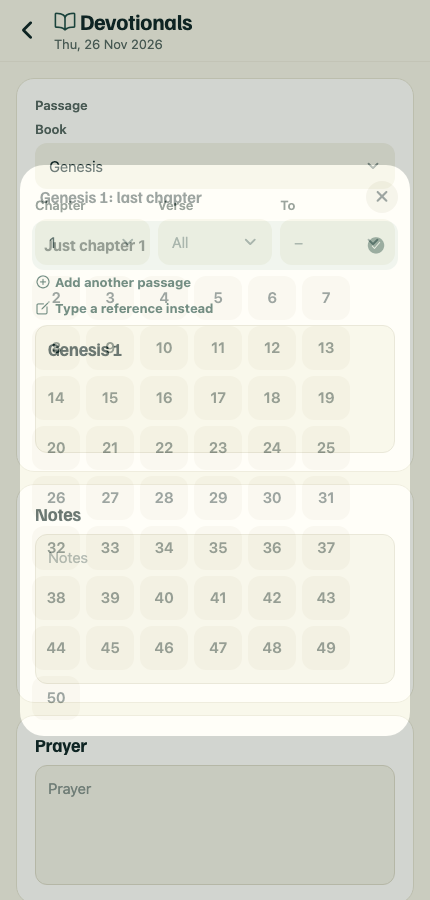 Devotionals
Thu, 26 Nov 2026
Passage
Book
Genesis
Genesis 1: last chapter
Chapter Verse To
1 All –
Just chapter 1
Add another passage
2 3 4 5 6 7
Type a reference instead
Genesis 1
8 9 10 11 12 13
14 15 16 17 18 19
20 21 22 23 24 25
26 27 28 29 30 31
Notes
32 33 34 35 36 37
Notes
38 39 40 41 42 43
44 45 46 47 48 49
50
Prayer
Prayer